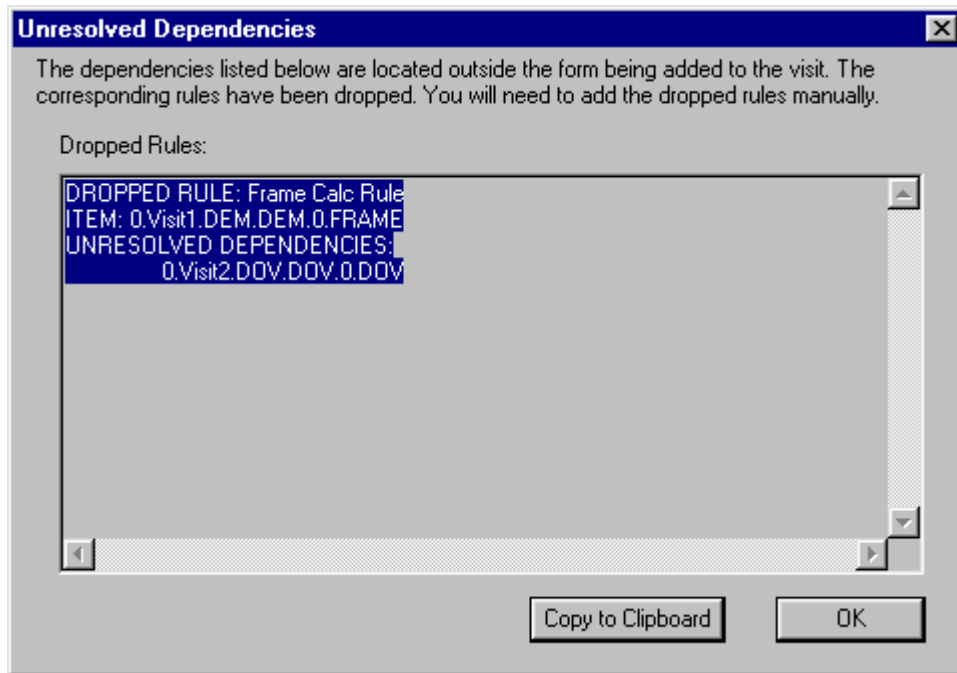 Unresolved Dependencies
The dependencies listed below are located outside the form being added to the visit. The
corresponding rules have been dropped. You will need to add the dropped rules manually.
Dropped Rules:
DROPPED RULE: Frame Calc Rule
ITEM: 0.Visit1.DEM.DEM.0.FRAME
UNRESOLVED DEPENDENCIES:
0.Visit2.DOV.DOV.0.DOV
Copy to Clipboard
OK